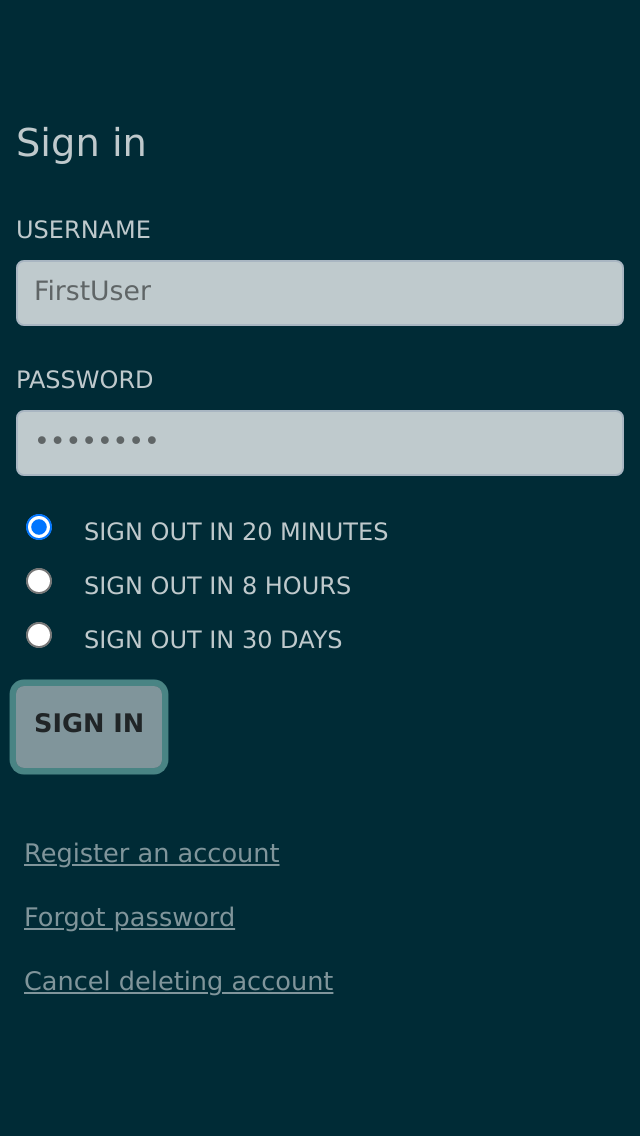 Sign in
USERNAME
FirstUser
PASSWORD
••••••••
SIGN OUT IN 20 MINUTES
SIGN OUT IN 8 HOURS
SIGN OUT IN 30 DAYS
SIGN IN
Register an account
Forgot password
Cancel deleting account